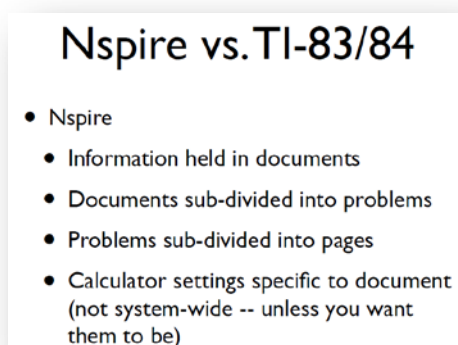 Nspire vs. TI-83/84
• Nspire
• Information held in documents
• Documents sub-divided into problems
• Problems sub-divided into pages
• Calculator settings specific to document
(not system-wide -- unless you want
them to be)